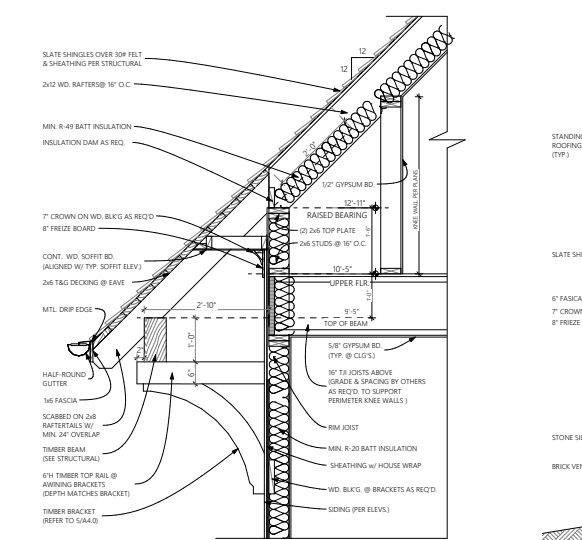 SLATE SHINGLES OVER 30# FELT
& SHEATHING PER STRUCTURAL
2x12 WD. RAFTERS@ 16" O.C.
MIN. R-49 BATT INSULATION
INSULATION DAM AS REQ.
7" CROWN ON WD. BLK'G AS REQ'D
8" FREIZE BOARD
CONT. WD. SOFFIT BD.
(ALIGNED W/ TYP. SOFFIT ELEV.)
2x6 T&G DECKING @ EAVE
MTL. DRIP EDGE
HALF-ROUND
GUTTER
1x6 FASCIA
SCABBED ON 2x8
RAFTERTAILS W/
MIN. 24" OVERLAP
TIMBER BEAM
(SEE STRUCTURAL)
6"H TIMBER TOP RAIL @
AWINING BRACKETS
(DEPTH MATCHES BRACKET)
TIMBER BRACKET
(REFER TO S/A4.0)
12
12
2'-0"
1/2" GYPSUM BD.
KNEE WALL PER PLANS
12'-11"
RAISED BEARING
(2) 2x6 TOP PLATE
2x6 STUDS @ 16" O.C.
10'-5"
UPPER FLR.
9'-5"
TOP OF BEAM
2'-10"
1'-0"
6"
5/8" GYPSUM BD.
(TYP. @ CLG'S.)
16" TJI JOISTS ABOVE
(GRADE & SPACING BY OTHERS
AS REQ'D. TO SUPPORT
PERIMETER KNEE WALLS )
RIM JOIST
MIN. R-20 BATT INSULATION
SHEATHING w/ HOUSE WRAP
WD. BLK'G. @ BRACKETS AS REQ'D.
SIDING (PER ELEVS.)
STANDING
ROOFING
(TYP.)
SLATE SHI
6" FASICA
7" CROWN
8" FRIEZE
STONE SIL
BRICK VEN